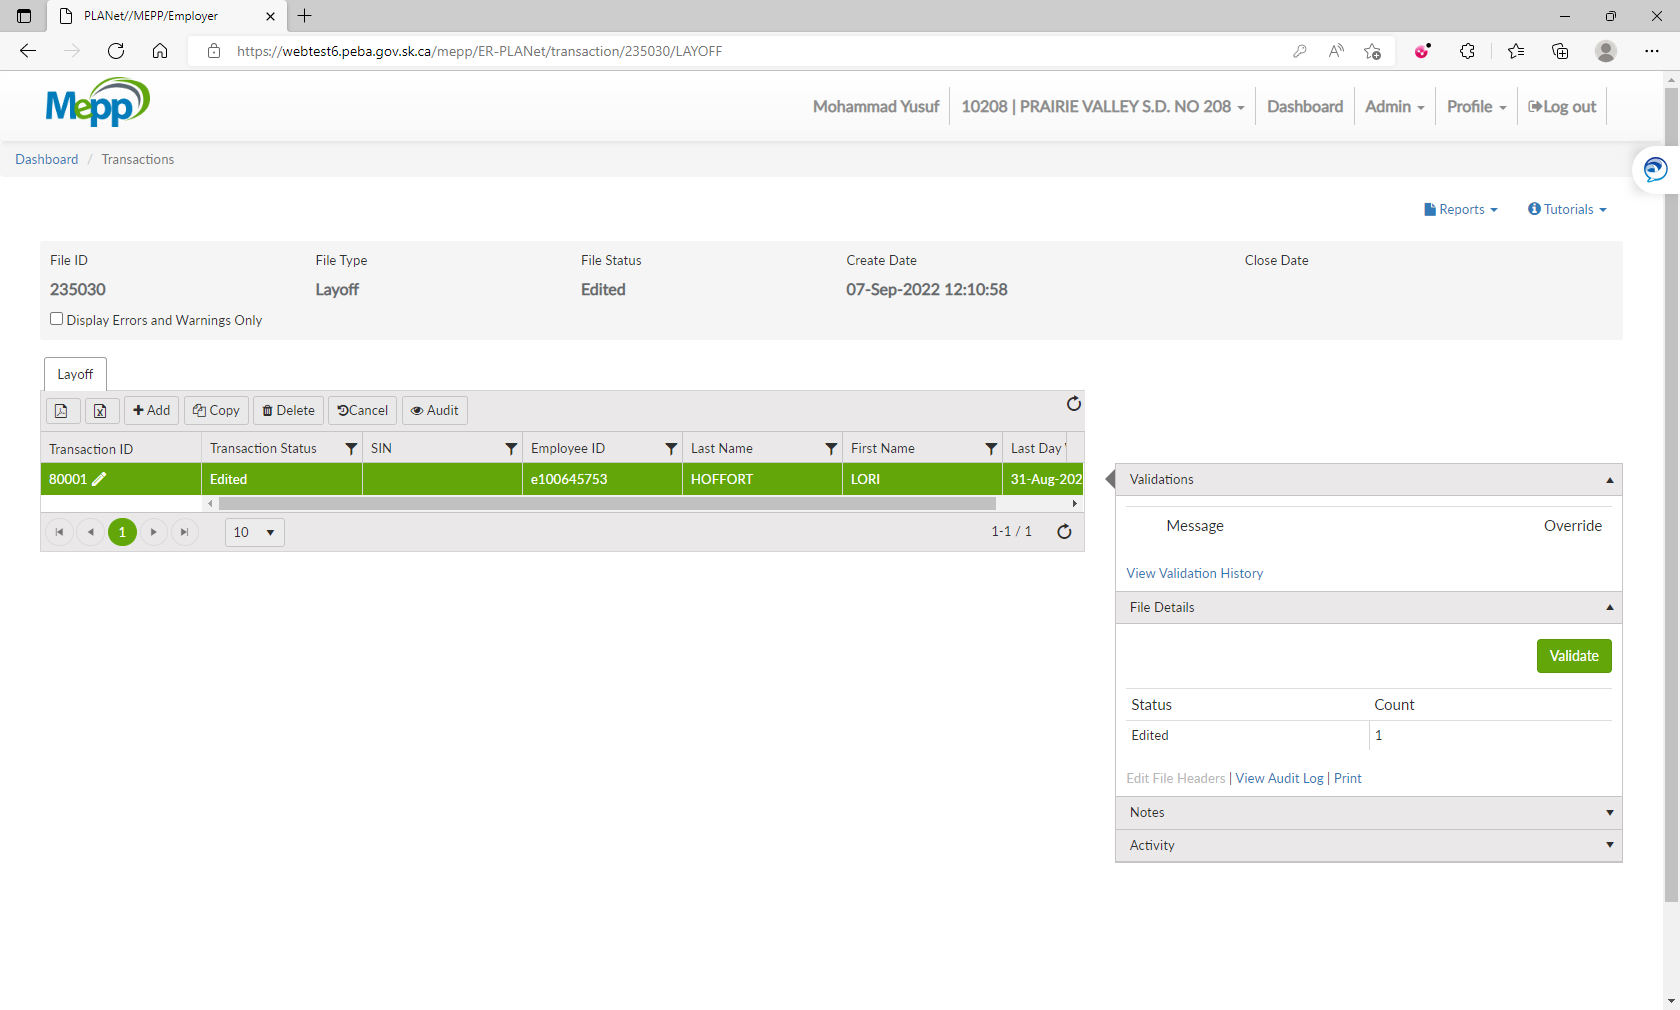 PLANet//MEPP/Employer
https://webtest6.peba.gov.sk.ca/mepp/ER-PLANet/transaction/235030/LAYOFF
Mepp
Mohammad Yusuf
10208 | PRAIRIE VALLEY S.D. NO 208
Dashboard
Admin
Profile
Log out
Dashboard / Transactions
Reports
Tutorials
File ID
File Type
File Status
Create Date
Close Date
235030
Layoff
Edited
07-Sep-2022 12:10:58
Display Errors and Warnings Only
Layoff
Add
Copy
Delete
Cancel
Audit
Transaction ID
Transaction Status
SIN
Employee ID
Last Name
First Name
Last Day
80001
Edited
e100645753
HOFFORT
LORI
31-Aug-202
1
10
1-1 / 1
Validations
Message
Override
View Validation History
File Details
Validate
Status
Count
Edited
1
Edit File Headers | View Audit Log | Print
Notes
Activity